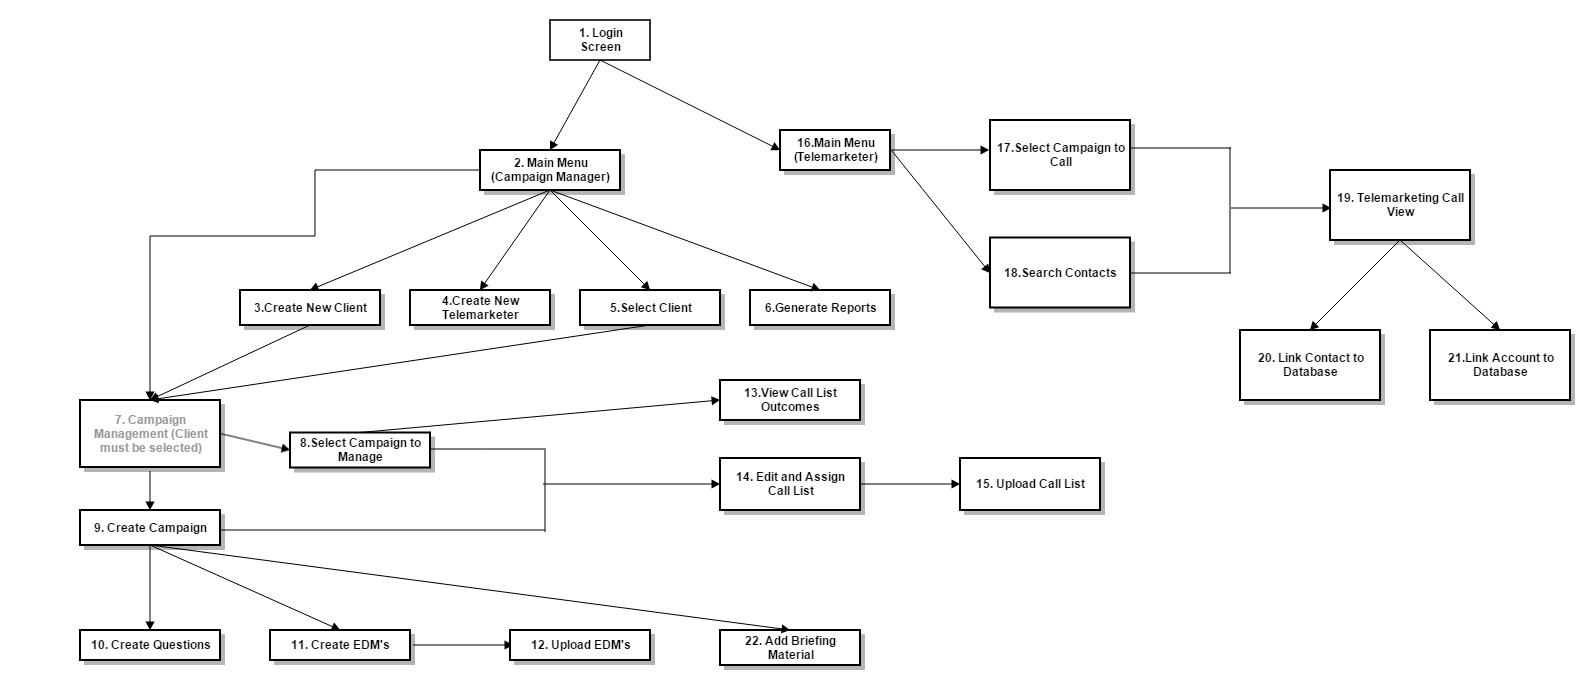 1. Login
Screen
2. Main Menu
(Campaign Manager)
16.Main Menu
(Telemarketer)
17.Select Campaign to
Call
18.Search Contacts
19. Telemarketing Call
View
20. Link Contact to
Database
21.Link Account to
Database
3.Create New Client
4.Create New
Telemarketer
5.Select Client
6.Generate Reports
7. Campaign
Management (Client
must be selected)
8.Select Campaign to
Manage
13.View Call List
Outcomes
14. Edit and Assign
Call List
15. Upload Call List
9. Create Campaign
10. Create Questions
11. Create EDM's
12. Upload EDM's
22. Add Briefing
Material